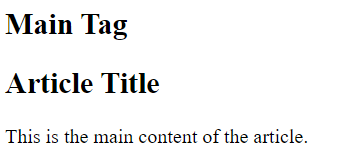 Main Tag
Article Title
This is the main content of the article.